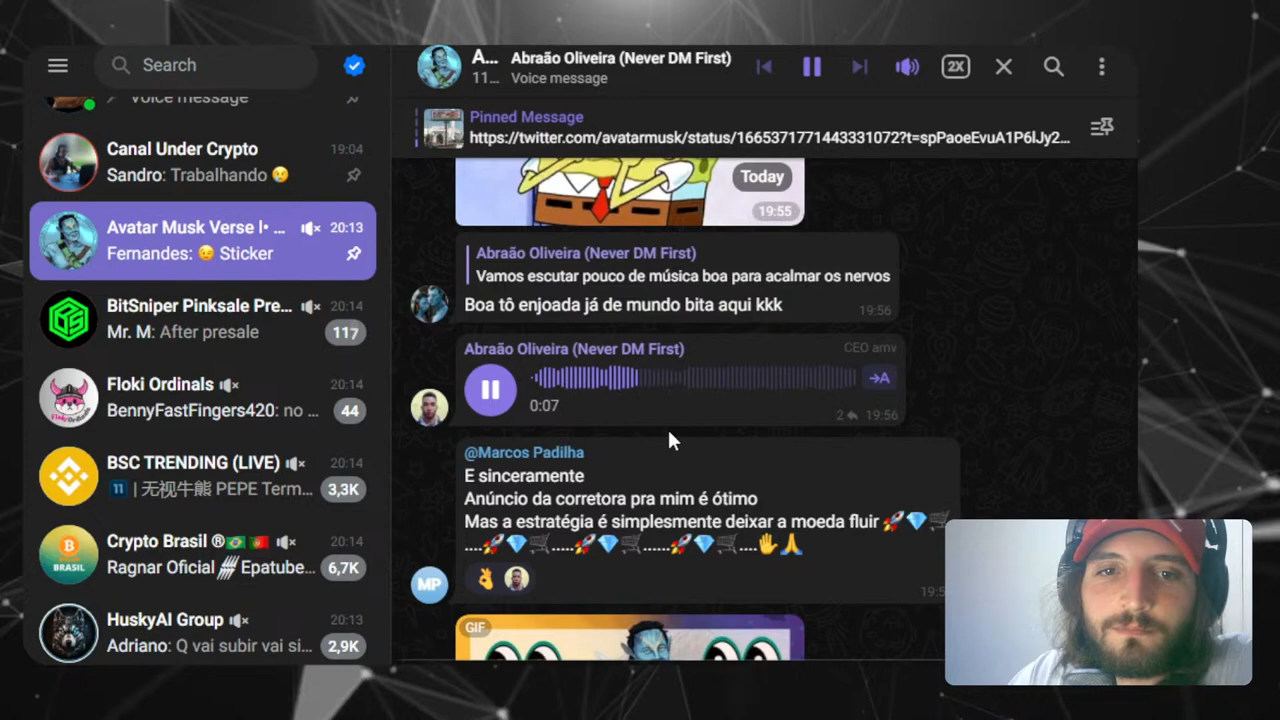 Search
Voice message
Canal Under Crypto
19:04
Sandro: Trabalhando 😢
Avatar Musk Verse |• ...
20:13
Fernandes: 😉 Sticker
BitSniper Pinksale Pre...
20:14
Mr. M: After presale
117
Floki Ordinals
20:14
BennyFastFingers420: no ...
44
BSC TRENDING (LIVE)
20:14
11 | 无视牛熊 PEPE Term...
3,3K
Crypto Brasil ®🇧🇷🇵🇹
20:14
Ragnar Oficial Epatube...
6,7K
HuskyAI Group
20:13
Adriano: Q vai subir vai si...
2,9K
A...
11...
Abraão Oliveira (Never DM First)
Voice message
2X
Pinned Message
https://twitter.com/avatarmusk/status/1665371771443331072?t=spPaoeEvuA1P6lJy2...
Today
19:55
Abraão Oliveira (Never DM First)
Vamos escutar pouco de música boa para acalmar os nervos
Boa tô enjoada já de mundo bita aqui kkk
19:56
Abraão Oliveira (Never DM First)
CEO amv
→A
0:07
2
19:56
@Marcos Padilha
E sinceramente
Anúncio da corretora pra mim é ótimo
Mas a estratégia é simplesmente deixar a moeda fluir 🚀💎🛒
....🚀💎🛒.....🚀💎🛒......🚀💎🛒....✋🙏
MP
👌
GIF